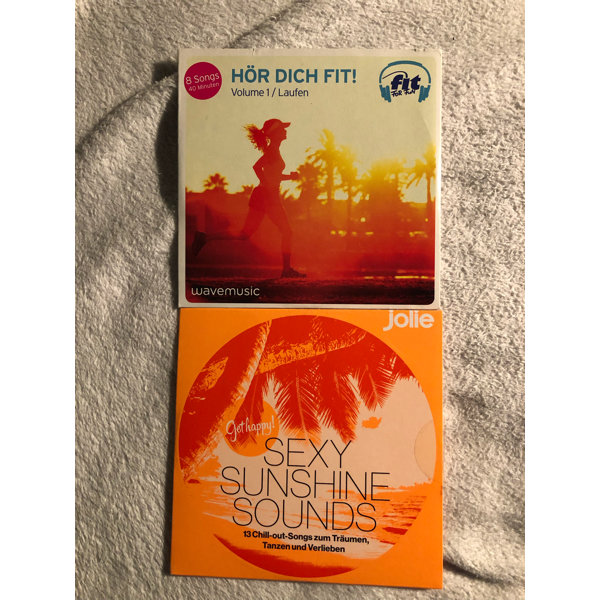 8 Songs
40 Minuten
HÖR DICH FIT!
Volume 1 / Laufen
fit
FOR FUN
wavemusic
Jolie
Get happy!
SEXY
SUNSHINE
SOUNDS
13 Chill-out-Songs zum Träumen,
Tanzen und Verlieben